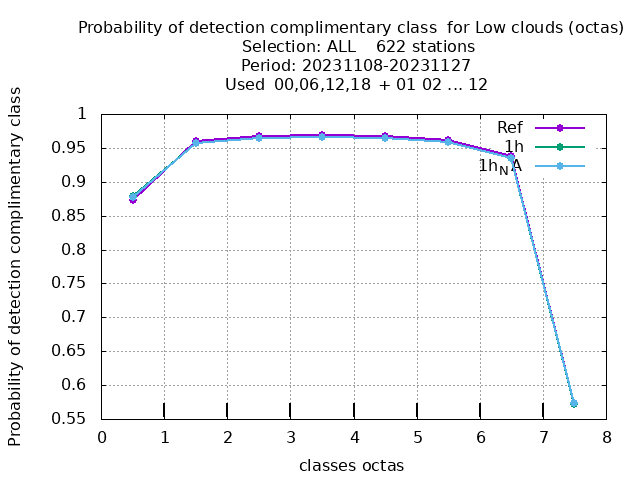 Probability of detection complimentary class  for Low clouds (octas)
Selection: ALL    622 stations
Period: 20231108-20231127
Used  00,06,12,18  + 01 02 ... 12
Probability of detection complimentary class
1
0.95
0.9
0.85
0.8
0.75
0.7
0.65
0.6
0.55
Ref
1h
1h_NA
0 1 2 3 4 5 6 7 8
classes octas